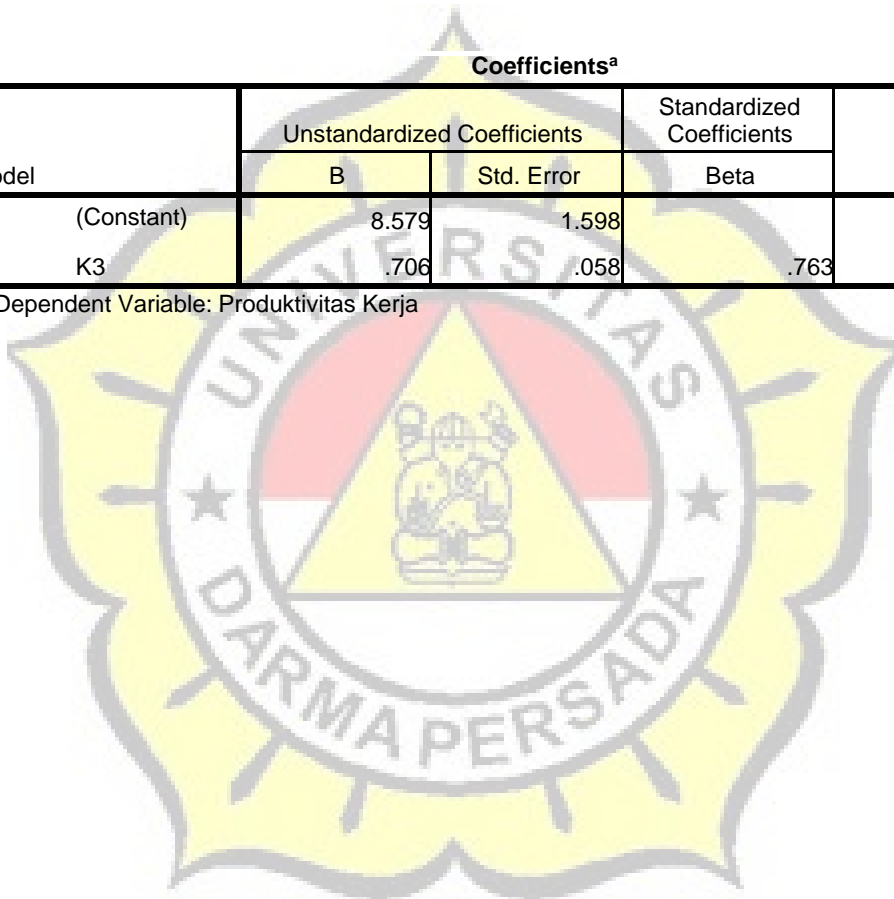 Coefficientsᵃ
Unstandardized Coefficients Standardized Coefficients
odel B Std. Error Beta
(Constant) 8.579 1.598
K3 .706 .058 .763
Dependent Variable: Produktivitas Kerja
UNIVERSITAS
DARMA PERSADA